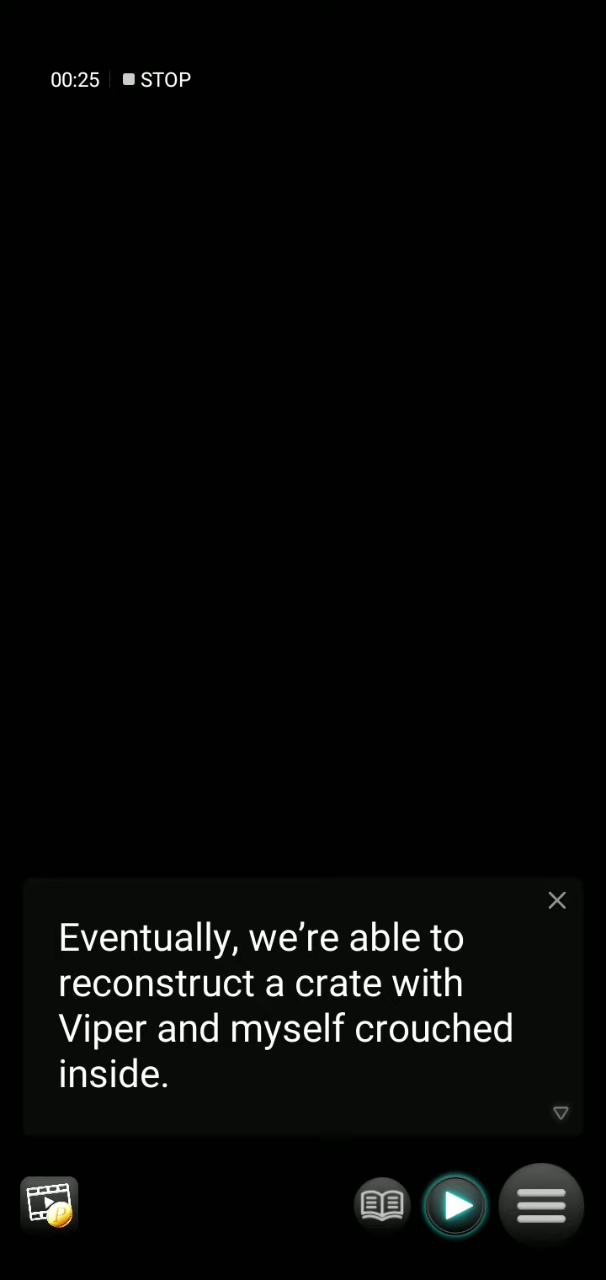 00:25 STOP
Eventually, we’re able to
reconstruct a crate with
Viper and myself crouched
inside.
P